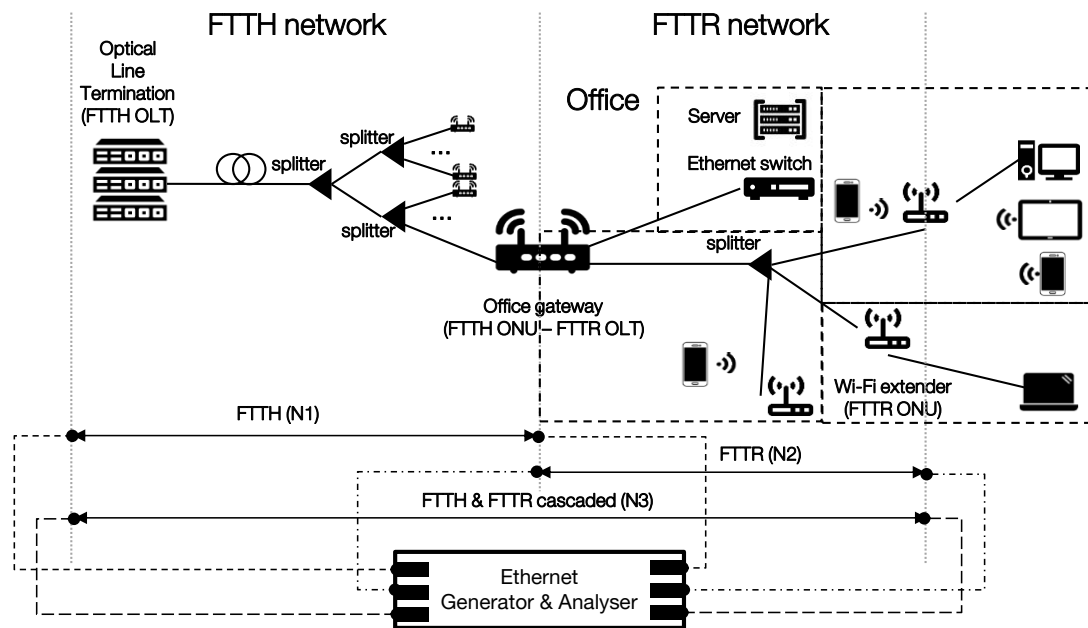 FTTH network
FTTR network
Optical
Line
Termination
(FTTH OLT)
splitter
splitter
...
splitter
...
Office
Server
Ethernet switch
splitter
Office gateway
(FTTH ONU – FTTR OLT)
Wi-Fi extender
(FTTR ONU)
FTTH (N1)
FTTR (N2)
FTTH & FTTR cascaded (N3)
Ethernet
Generator & Analyser